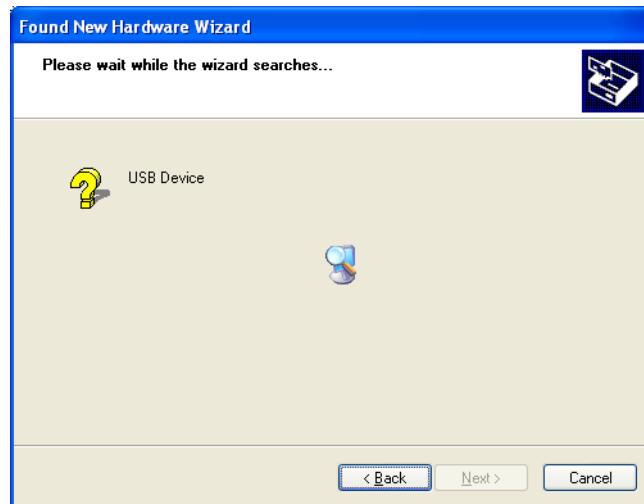 Found New Hardware Wizard
Please wait while the wizard searches...
USB Device
< Back
Next >
Cancel